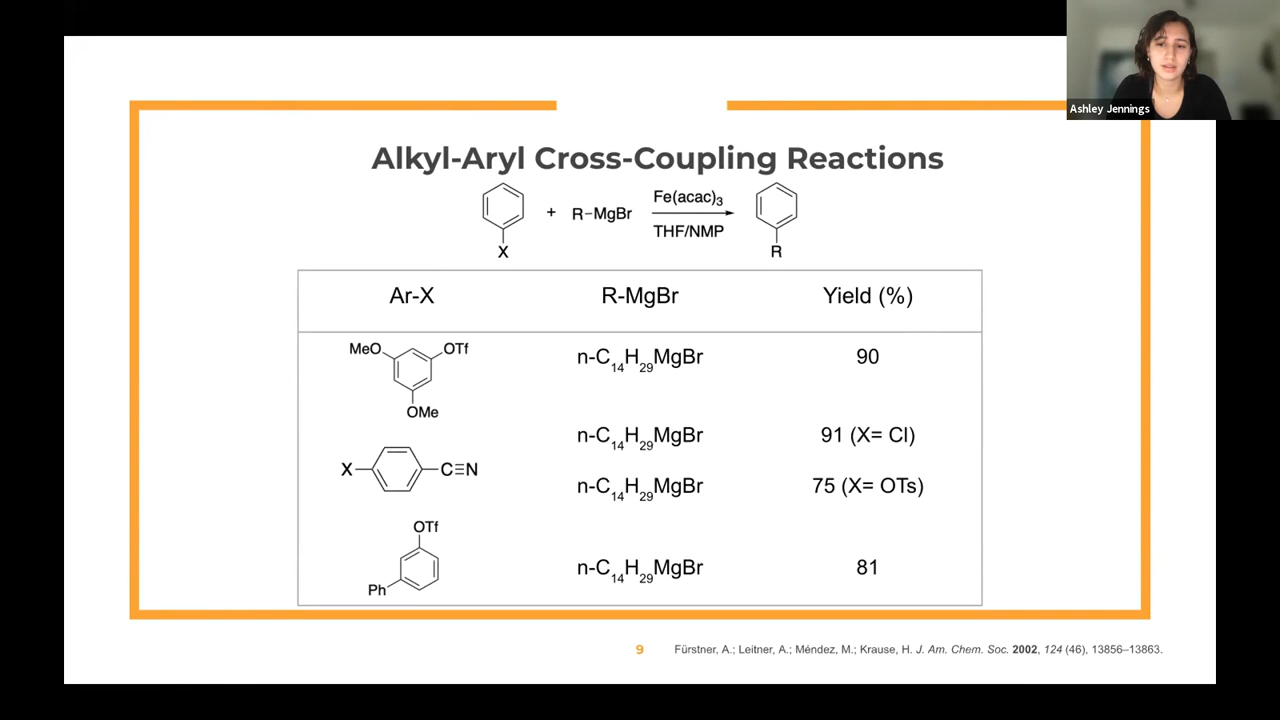 Ashley Jennings
Alkyl-Aryl Cross-Coupling Reactions
X
+
R–MgBr
Fe(acac)₃
THF/NMP
R
Ar-X R-MgBr Yield (%)
MeO OTf
OMe
n-C₁₄H₂₉MgBr 90
X C≡N
n-C₁₄H₂₉MgBr 91 (X= Cl)
n-C₁₄H₂₉MgBr 75 (X= OTs)
OTf
Ph
n-C₁₄H₂₉MgBr 81
9
Fürstner, A.; Leitner, A.; Méndez, M.; Krause, H. J. Am. Chem. Soc. 2002, 124 (46), 13856–13863.